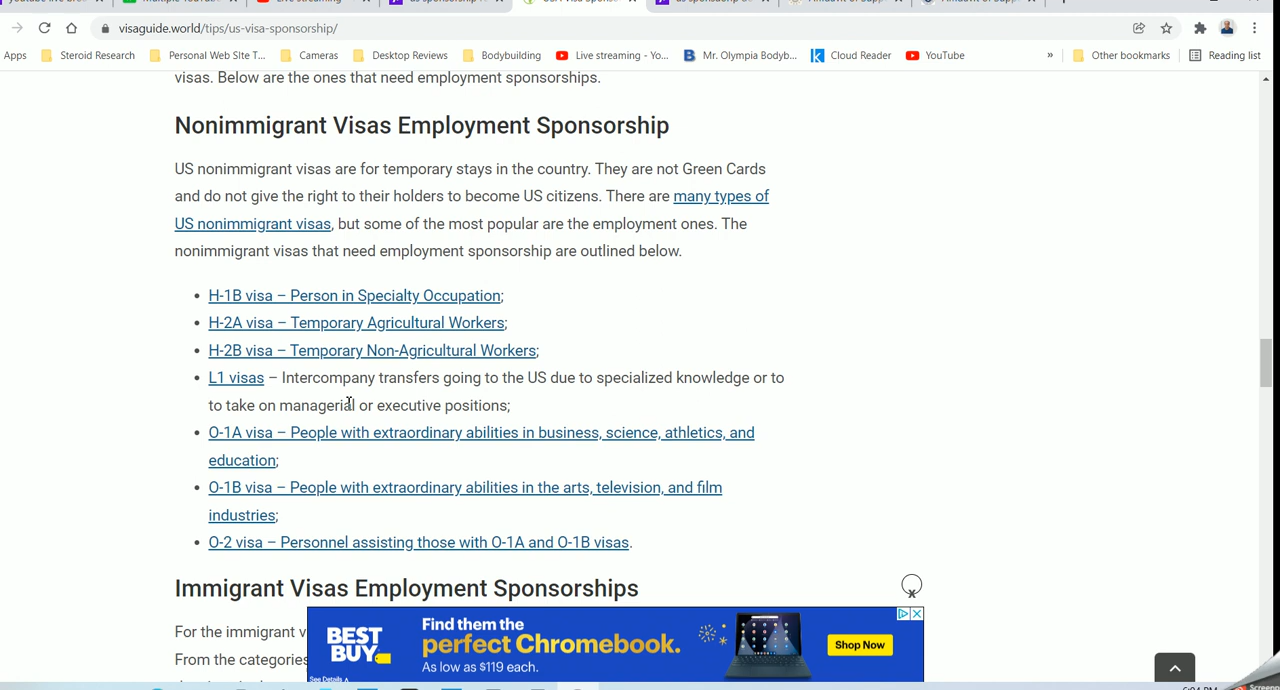 visaguide.world/tips/us-visa-sponsorship/
Apps Steroid Research Personal Web SIte T... Cameras Desktop Reviews Bodybuilding Live streaming - Yo... Mr. Olympia Bodyb... Cloud Reader YouTube » Other bookmarks Reading list
visas. Below are the ones that need employment sponsorships.
Nonimmigrant Visas Employment Sponsorship
US nonimmigrant visas are for temporary stays in the country. They are not Green Cards
and do not give the right to their holders to become US citizens. There are many types of
US nonimmigrant visas, but some of the most popular are the employment ones. The
nonimmigrant visas that need employment sponsorship are outlined below.
• H-1B visa – Person in Specialty Occupation;
• H-2A visa – Temporary Agricultural Workers;
• H-2B visa – Temporary Non-Agricultural Workers;
• L1 visas – Intercompany transfers going to the US due to specialized knowledge or to
to take on managerial or executive positions;
• O-1A visa – People with extraordinary abilities in business, science, athletics, and
education;
• O-1B visa – People with extraordinary abilities in the arts, television, and film
industries;
• O-2 visa – Personnel assisting those with O-1A and O-1B visas.
Immigrant Visas Employment Sponsorships
For the immigrant v
From the categories
BEST
BUY
See Details
Find them the
perfect Chromebook.
As low as $119 each.
Shop Now